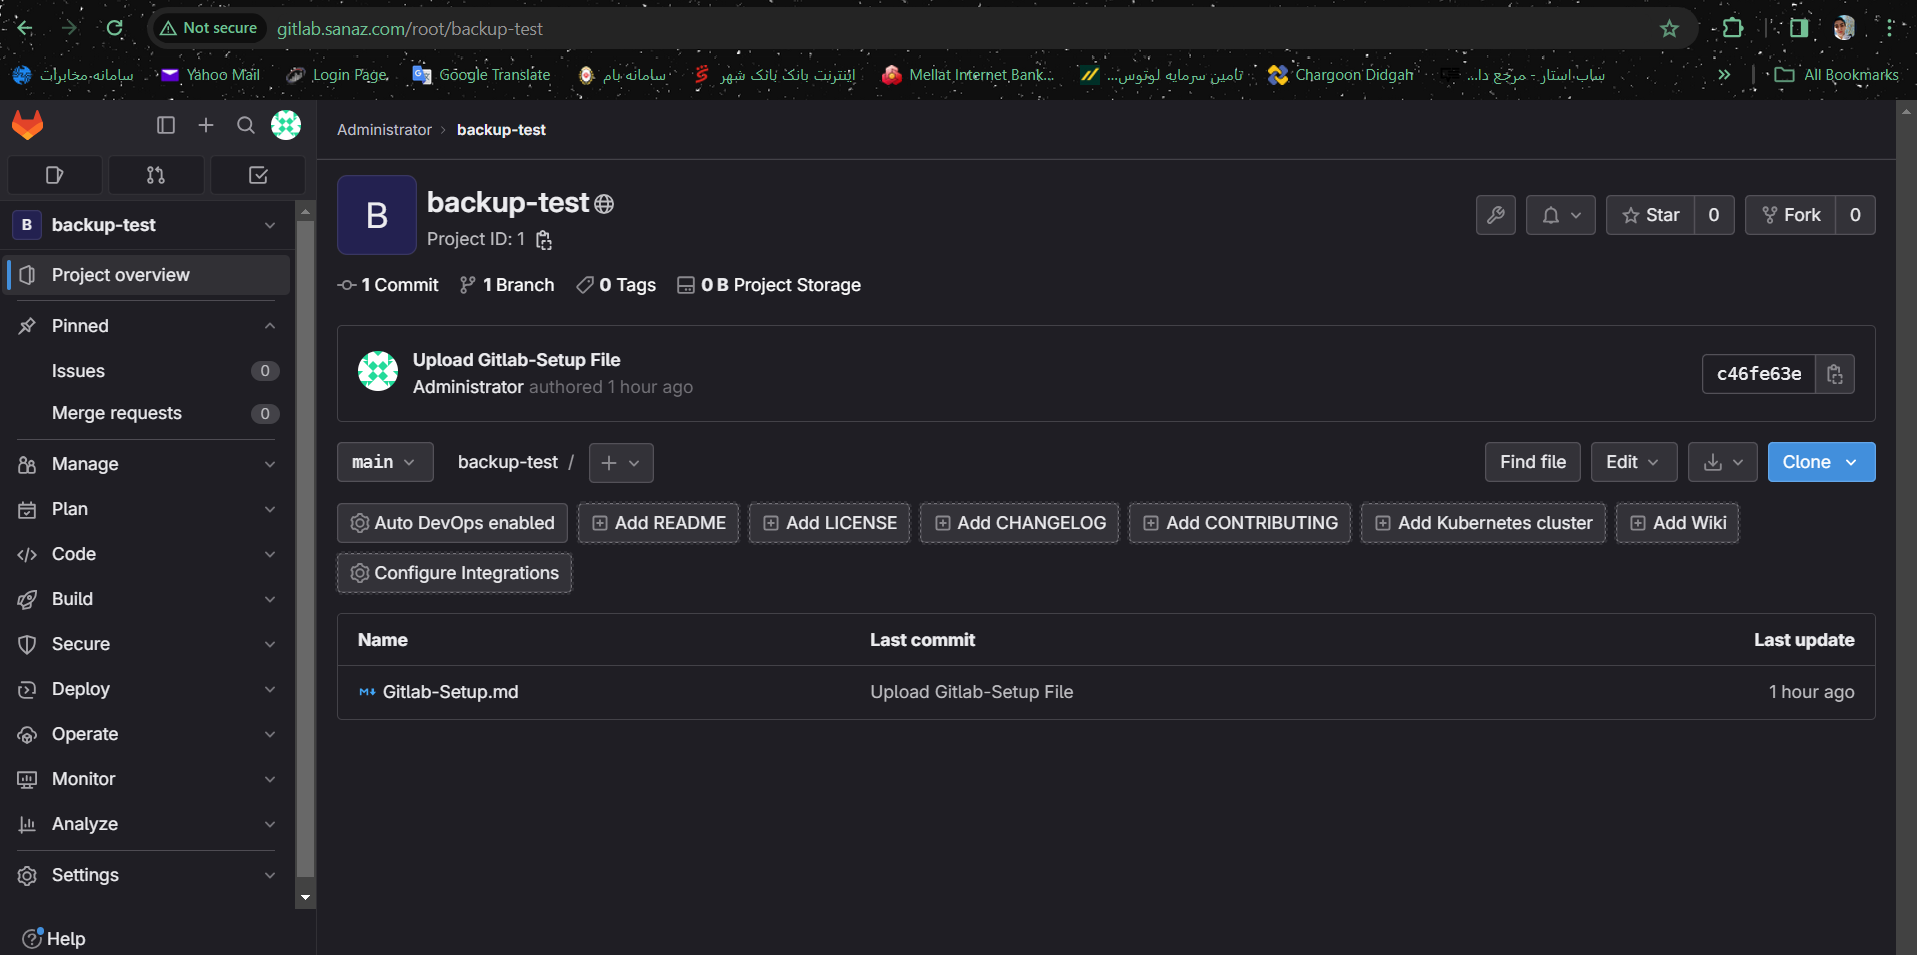 Not secure gitlab.sanaz.com/root/backup-test
سامانه مخابرات Yahoo Mail Login Page Google Translate سامانه بام اینترنت بانک بانک شهر Mellat Internet Bank... تامین سرمایه لوتوس... Chargoon Didgah ساب استار - مرجع دا... » All Bookmarks
Administrator › backup-test
B backup-test
Project overview
Pinned
Issues 0
Merge requests 0
Manage
Plan
Code
Build
Secure
Deploy
Operate
Monitor
Analyze
Settings
Help
B
backup-test
Project ID: 1
Star 0 Fork 0
1 Commit 1 Branch 0 Tags 0 B Project Storage
Upload Gitlab-Setup File
Administrator authored 1 hour ago
c46fe63e
main backup-test / + Find file Edit Clone
Auto DevOps enabled Add README Add LICENSE Add CHANGELOG Add CONTRIBUTING Add Kubernetes cluster Add Wiki
Configure Integrations
Name Last commit Last update
Gitlab-Setup.md Upload Gitlab-Setup File 1 hour ago